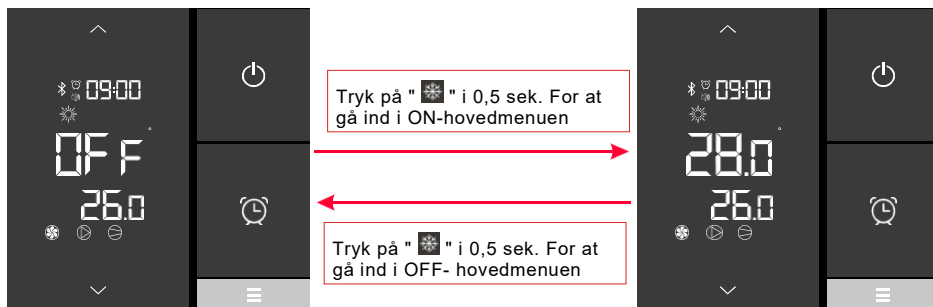 09:00
OFF
26.0
Tryk på " " i 0,5 sek. For at
gå ind i ON-hovedmenuen
Tryk på " " i 0,5 sek. For at
gå ind i OFF- hovedmenuen
09:00
28.0
26.0